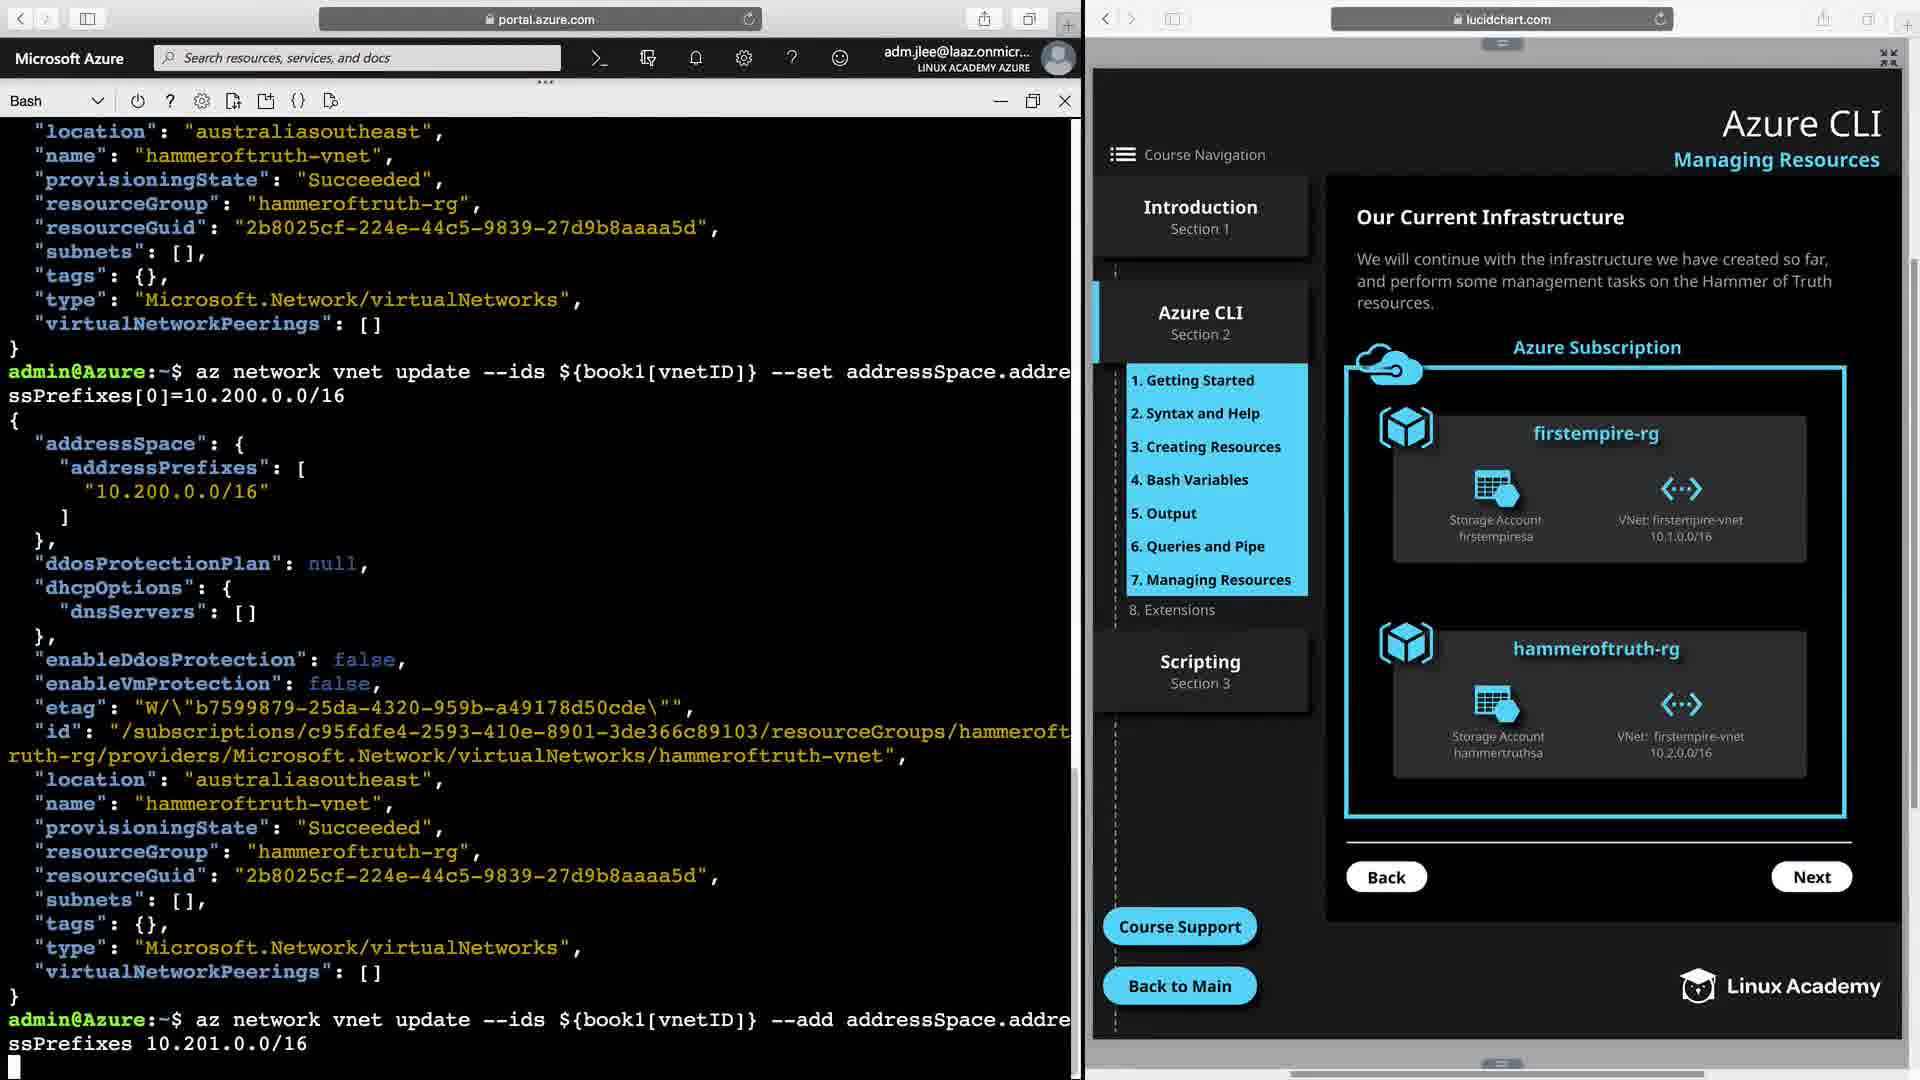 portal.azure.com
Microsoft Azure
Search resources, services, and docs
adm.jlee@laaz.onmicr...
LINUX ACADEMY AZURE
Bash
"location": "australiasoutheast",
"name": "hammeroftruth-vnet",
"provisioningState": "Succeeded",
"resourceGroup": "hammeroftruth-rg",
"resourceGuid": "2b8025cf-224e-44c5-9839-27d9b8aaaa5d",
"subnets": [],
"tags": {},
"type": "Microsoft.Network/virtualNetworks",
"virtualNetworkPeerings": []
}
admin@Azure:~$ az network vnet update --ids ${book1[vnetID]} --set addressSpace.addre
ssPrefixes[0]=10.200.0.0/16
{
"addressSpace": {
"addressPrefixes": [
"10.200.0.0/16"
]
},
"ddosProtectionPlan": null,
"dhcpOptions": {
"dnsServers": []
},
"enableDdosProtection": false,
"enableVmProtection": false,
"etag": "W/\"b7599879-25da-4320-959b-a49178d50cde\"",
"id": "/subscriptions/c95fdfe4-2593-410e-8901-3de366c89103/resourceGroups/hammeroft
ruth-rg/providers/Microsoft.Network/virtualNetworks/hammeroftruth-vnet",
"location": "australiasoutheast",
"name": "hammeroftruth-vnet",
"provisioningState": "Succeeded",
"resourceGroup": "hammeroftruth-rg",
"resourceGuid": "2b8025cf-224e-44c5-9839-27d9b8aaaa5d",
"subnets": [],
"tags": {},
"type": "Microsoft.Network/virtualNetworks",
"virtualNetworkPeerings": []
}
admin@Azure:~$ az network vnet update --ids ${book1[vnetID]} --add addressSpace.addre
ssPrefixes 10.201.0.0/16
lucidchart.com
Azure CLI
Managing Resources
Course Navigation
Introduction
Section 1
Azure CLI
Section 2
1. Getting Started
2. Syntax and Help
3. Creating Resources
4. Bash Variables
5. Output
6. Queries and Pipe
7. Managing Resources
8. Extensions
Scripting
Section 3
Course Support
Back to Main
Our Current Infrastructure
We will continue with the infrastructure we have created so far,
and perform some management tasks on the Hammer of Truth
resources.
Azure Subscription
firstempire-rg
Storage Account
firstempiresa
VNet: firstempire-vnet
10.1.0.0/16
hammeroftruth-rg
Storage Account
hammertruthsa
VNet: firstempire-vnet
10.2.0.0/16
Back
Next
Linux Academy